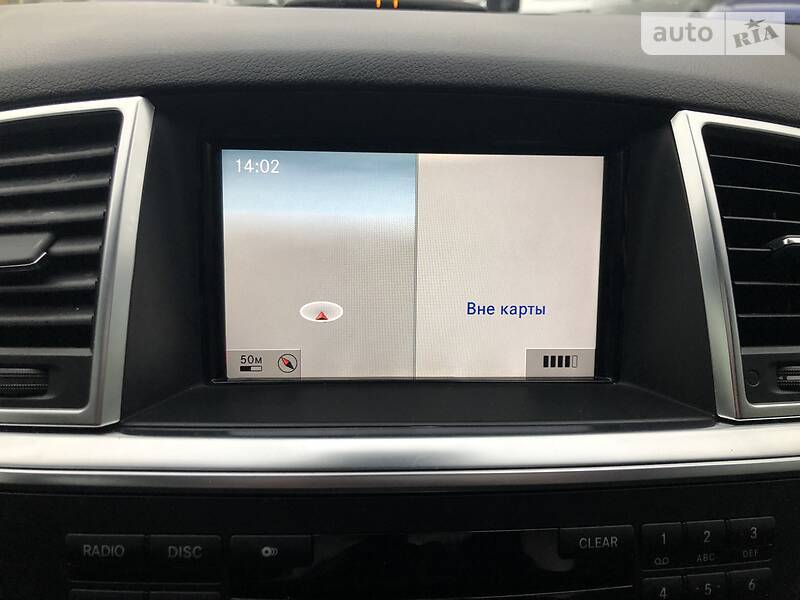 auto RIA
14:02
Вне карты
50м
RADIO DISC CLEAR 1 2 3
ABC DEF
4 5 6